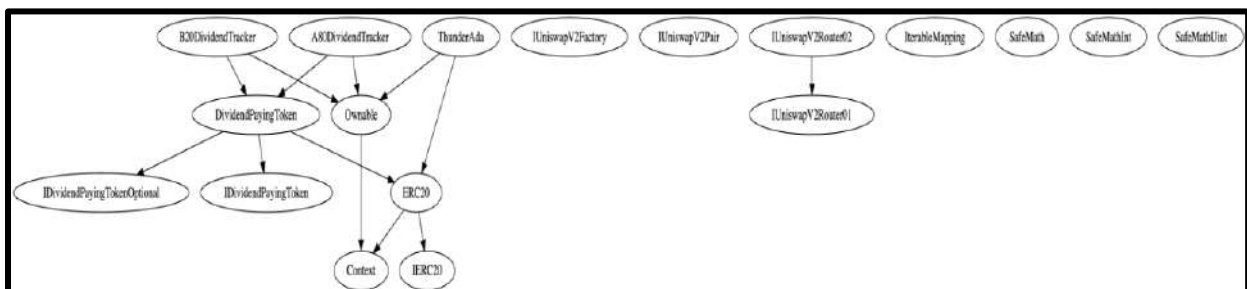 B20DividendTracker A80DividendTracker ThunderAda IUniswapV2Factory IUniswapV2Pair IUniswapV2Router02 IterableMapping SafeMath SafeMathInt SafeMathUint
DividendPayingToken Ownable IUniswapV2Router01
IDividendPayingTokenOptional IDividendPayingToken ERC20
Context IERC20